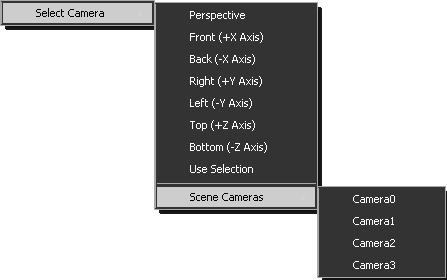 Select Camera
Perspective
Front (+X Axis)
Back (-X Axis)
Right (+Y Axis)
Left (-Y Axis)
Top (+Z Axis)
Bottom (-Z Axis)
Use Selection
Scene Cameras
Camera0
Camera1
Camera2
Camera3